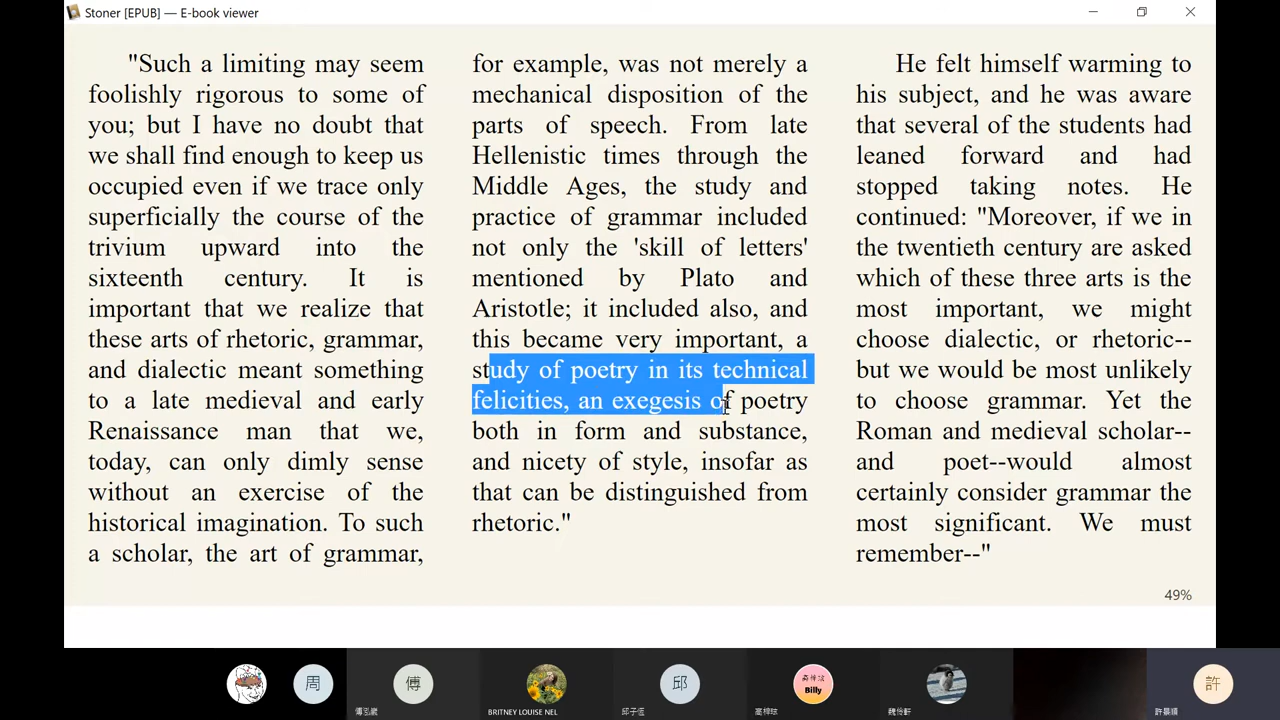 Stoner [EPUB] — E-book viewer
"Such a limiting may seem
foolishly rigorous to some of
you; but I have no doubt that
we shall find enough to keep us
occupied even if we trace only
superficially the course of the
trivium upward into the
sixteenth century. It is
important that we realize that
these arts of rhetoric, grammar,
and dialectic meant something
to a late medieval and early
Renaissance man that we,
today, can only dimly sense
without an exercise of the
historical imagination. To such
a scholar, the art of grammar,
for example, was not merely a
mechanical disposition of the
parts of speech. From late
Hellenistic times through the
Middle Ages, the study and
practice of grammar included
not only the 'skill of letters'
mentioned by Plato and
Aristotle; it included also, and
this became very important, a
study of poetry in its technical
felicities, an exegesis of poetry
both in form and substance,
and nicety of style, insofar as
that can be distinguished from
rhetoric."
He felt himself warming to
his subject, and he was aware
that several of the students had
leaned forward and had
stopped taking notes. He
continued: "Moreover, if we in
the twentieth century are asked
which of these three arts is the
most important, we might
choose dialectic, or rhetoric--
but we would be most unlikely
to choose grammar. Yet the
Roman and medieval scholar--
and poet--would almost
certainly consider grammar the
most significant. We must
remember--"
49%
周
傅
邱
Billy
許
BRITNEY LOUISE NEL